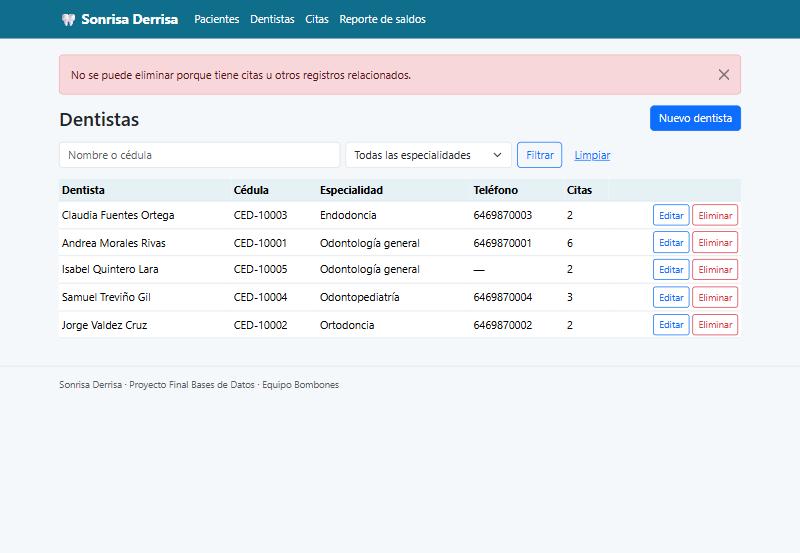 Sonrisa Derrisa Pacientes Dentistas Citas Reporte de saldos
No se puede eliminar porque tiene citas u otros registros relacionados.
Dentistas Nuevo dentista
Nombre o cédula Todas las especialidades Filtrar Limpiar
Dentista Cédula Especialidad Teléfono Citas
Claudia Fuentes Ortega CED-10003 Endodoncia 6469870003 2 Editar Eliminar
Andrea Morales Rivas CED-10001 Odontología general 6469870001 6 Editar Eliminar
Isabel Quintero Lara CED-10005 Odontología general — 2 Editar Eliminar
Samuel Treviño Gil CED-10004 Odontopediatría 6469870004 3 Editar Eliminar
Jorge Valdez Cruz CED-10002 Ortodoncia 6469870002 2 Editar Eliminar
Sonrisa Derrisa · Proyecto Final Bases de Datos · Equipo Bombones